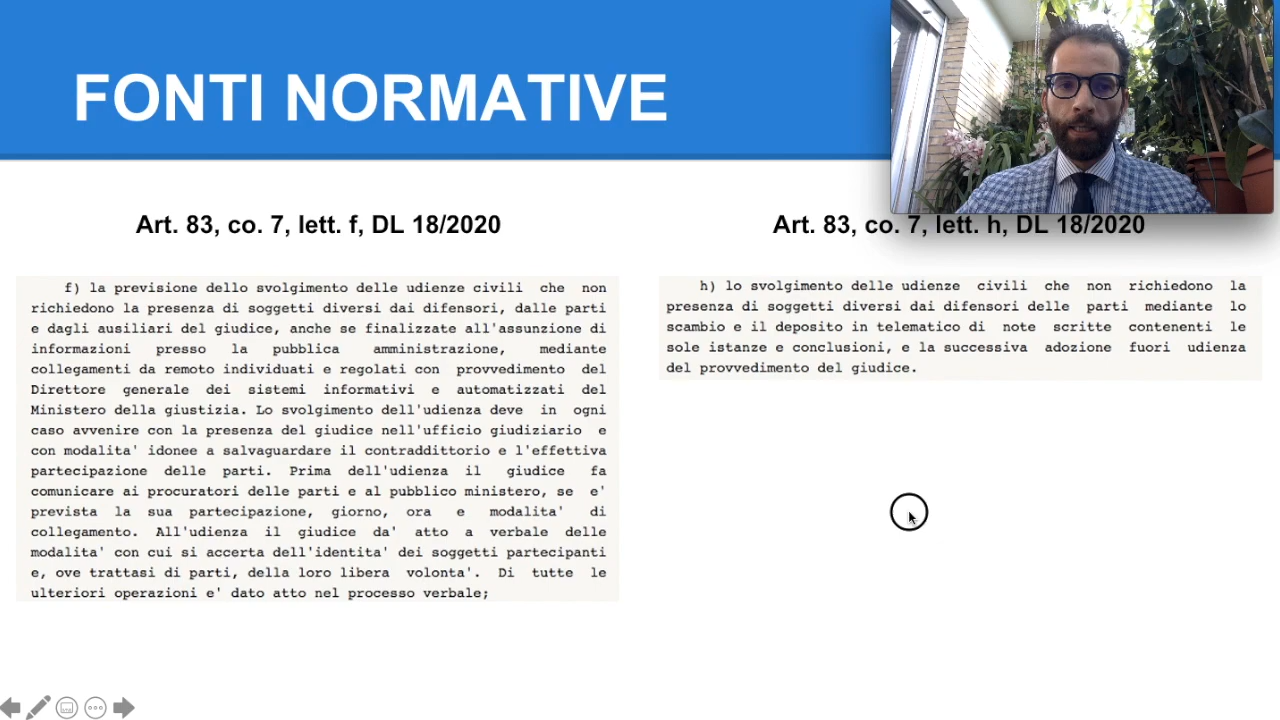 FONTI NORMATIVE
Art. 83, co. 7, lett. f, DL 18/2020
f) la previsione dello svolgimento delle udienze civili che non
richiedono la presenza di soggetti diversi dai difensori, dalle parti
e dagli ausiliari del giudice, anche se finalizzate all'assunzione di
informazioni presso la pubblica amministrazione, mediante
collegamenti da remoto individuati e regolati con provvedimento del
Direttore generale dei sistemi informativi e automatizzati del
Ministero della giustizia. Lo svolgimento dell'udienza deve in ogni
caso avvenire con la presenza del giudice nell'ufficio giudiziario e
con modalita' idonee a salvaguardare il contraddittorio e l'effettiva
partecipazione delle parti. Prima dell'udienza il giudice fa
comunicare ai procuratori delle parti e al pubblico ministero, se e'
prevista la sua partecipazione, giorno, ora e modalita' di
collegamento. All'udienza il giudice da' atto a verbale delle
modalita' con cui si accerta dell'identita' dei soggetti partecipanti
e, ove trattasi di parti, della loro libera volonta'. Di tutte le
ulteriori operazioni e' dato atto nel processo verbale;
Art. 83, co. 7, lett. h, DL 18/2020
h) lo svolgimento delle udienze civili che non richiedono la
presenza di soggetti diversi dai difensori delle parti mediante lo
scambio e il deposito in telematico di note scritte contenenti le
sole istanze e conclusioni, e la successiva adozione fuori udienza
del provvedimento del giudice.